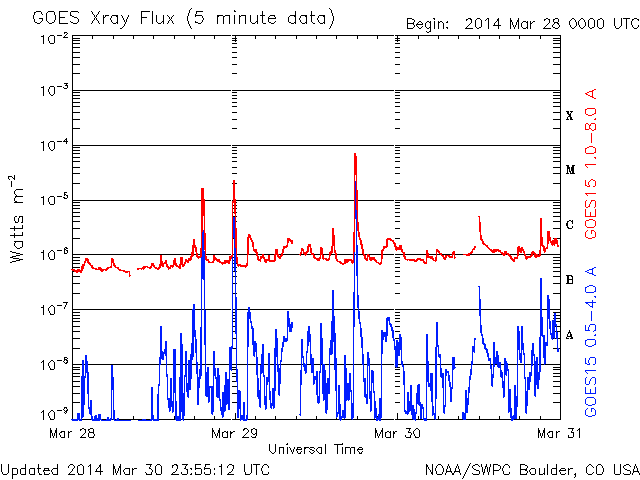 GOES Xray Flux (5 minute data)
Begin: 2014 Mar 28 0000 UTC
10⁻²
10⁻³
10⁻⁴
10⁻⁵
10⁻⁶
10⁻⁷
10⁻⁸
10⁻⁹
Watts m⁻²
X
M
C
B
A
GOES15 1.0-8.0 A
GOES15 0.5-4.0 A
Mar 28
Mar 29
Mar 30
Mar 31
Universal Time
Updated 2014 Mar 30 23:55:12 UTC
NOAA/SWPC Boulder, CO USA